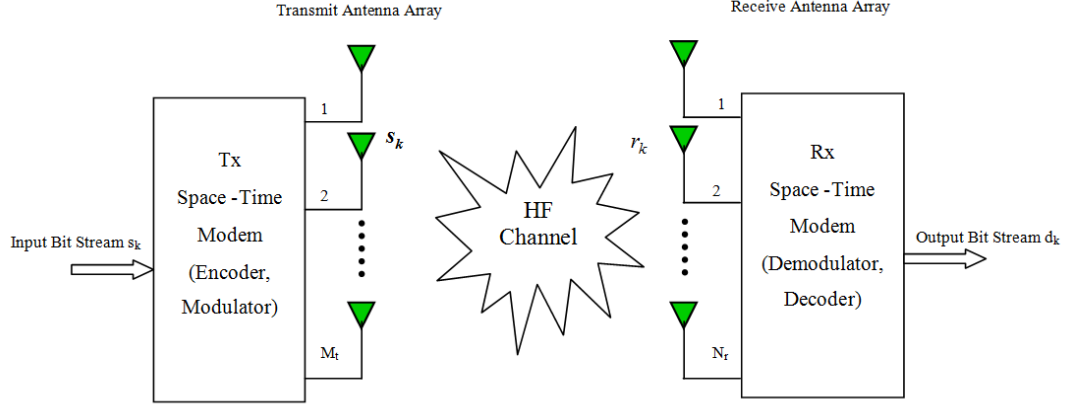 Transmit Antenna Array
Receive Antenna Array
1
s_k
2
M_t
Tx
Space -Time
Modem
(Encoder,
Modulator)
Input Bit Stream s_k
HF
Channel
r_k
1
2
N_r
Rx
Space -Time
Modem
(Demodulator,
Decoder)
Output Bit Stream d_k